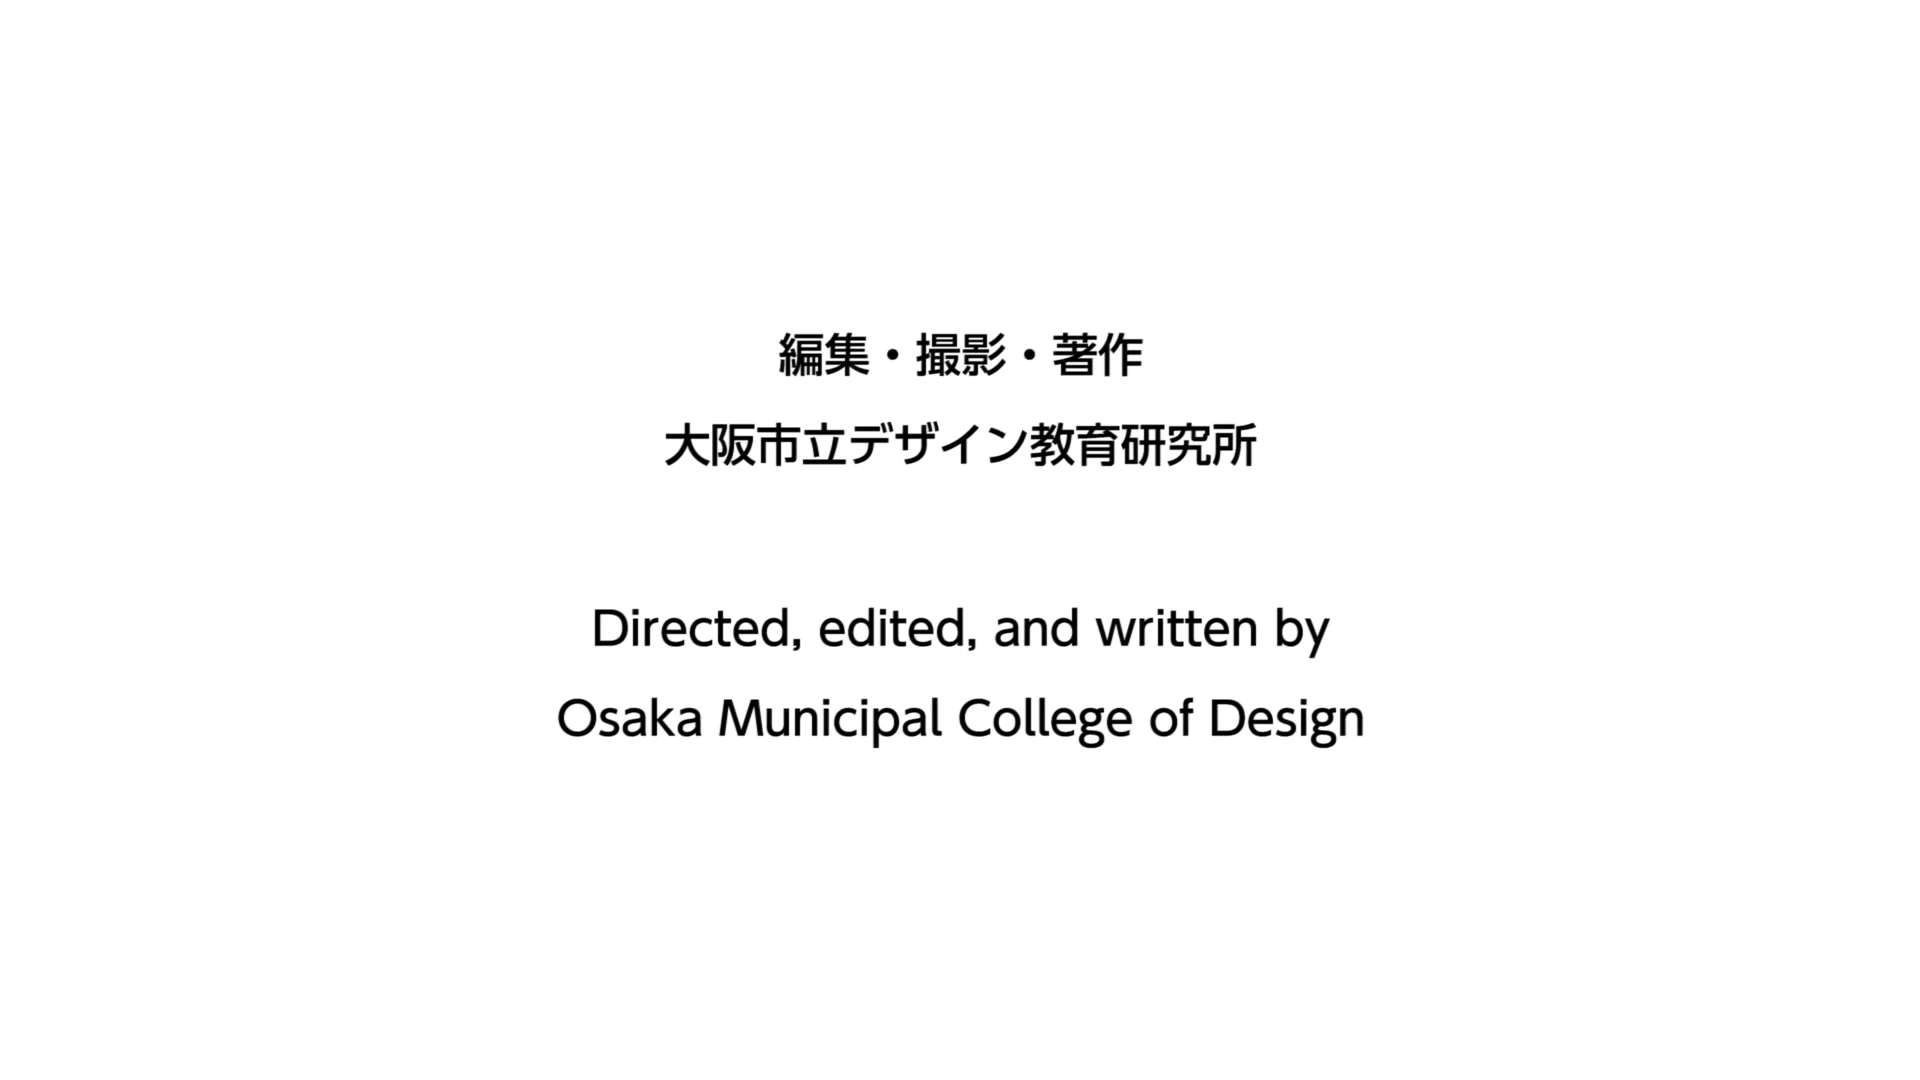 編集・撮影・著作
大阪市立デザイン教育研究所
Directed, edited, and written by
Osaka Municipal College of Design